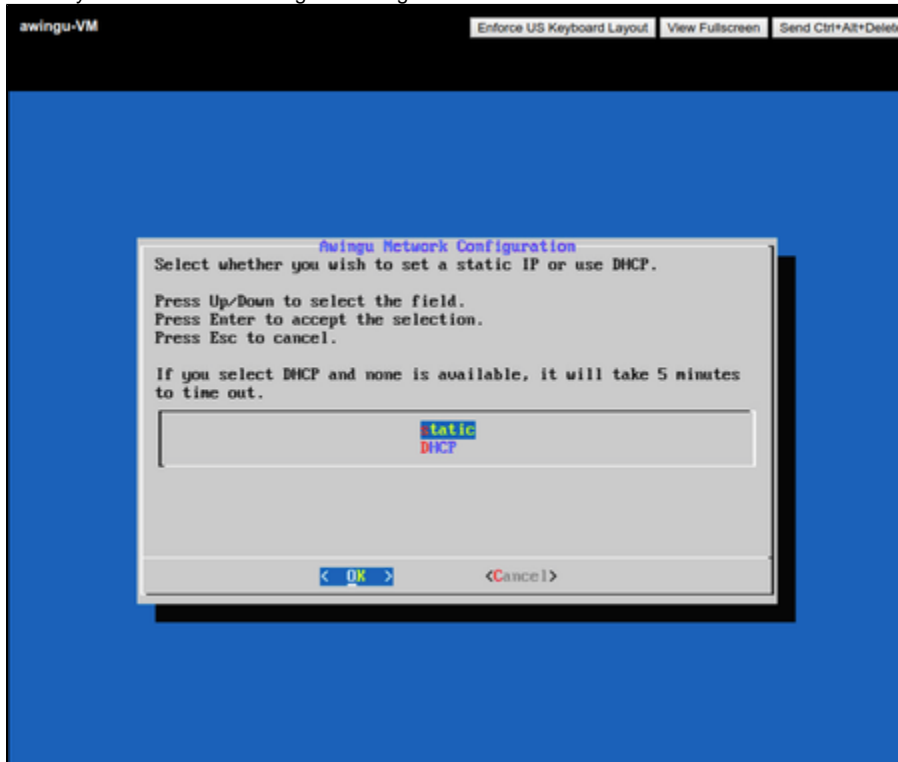 awingu-VM
Enforce US Keyboard Layout View Fullscreen Send Ctrl+Alt+Delete
Awingu Network Configuration
Select whether you wish to set a static IP or use DHCP.
Press Up/Down to select the field.
Press Enter to accept the selection.
Press Esc to cancel.
If you select DHCP and none is available, it will take 5 minutes
to time out.
static
DHCP
< OK > <Cancel>